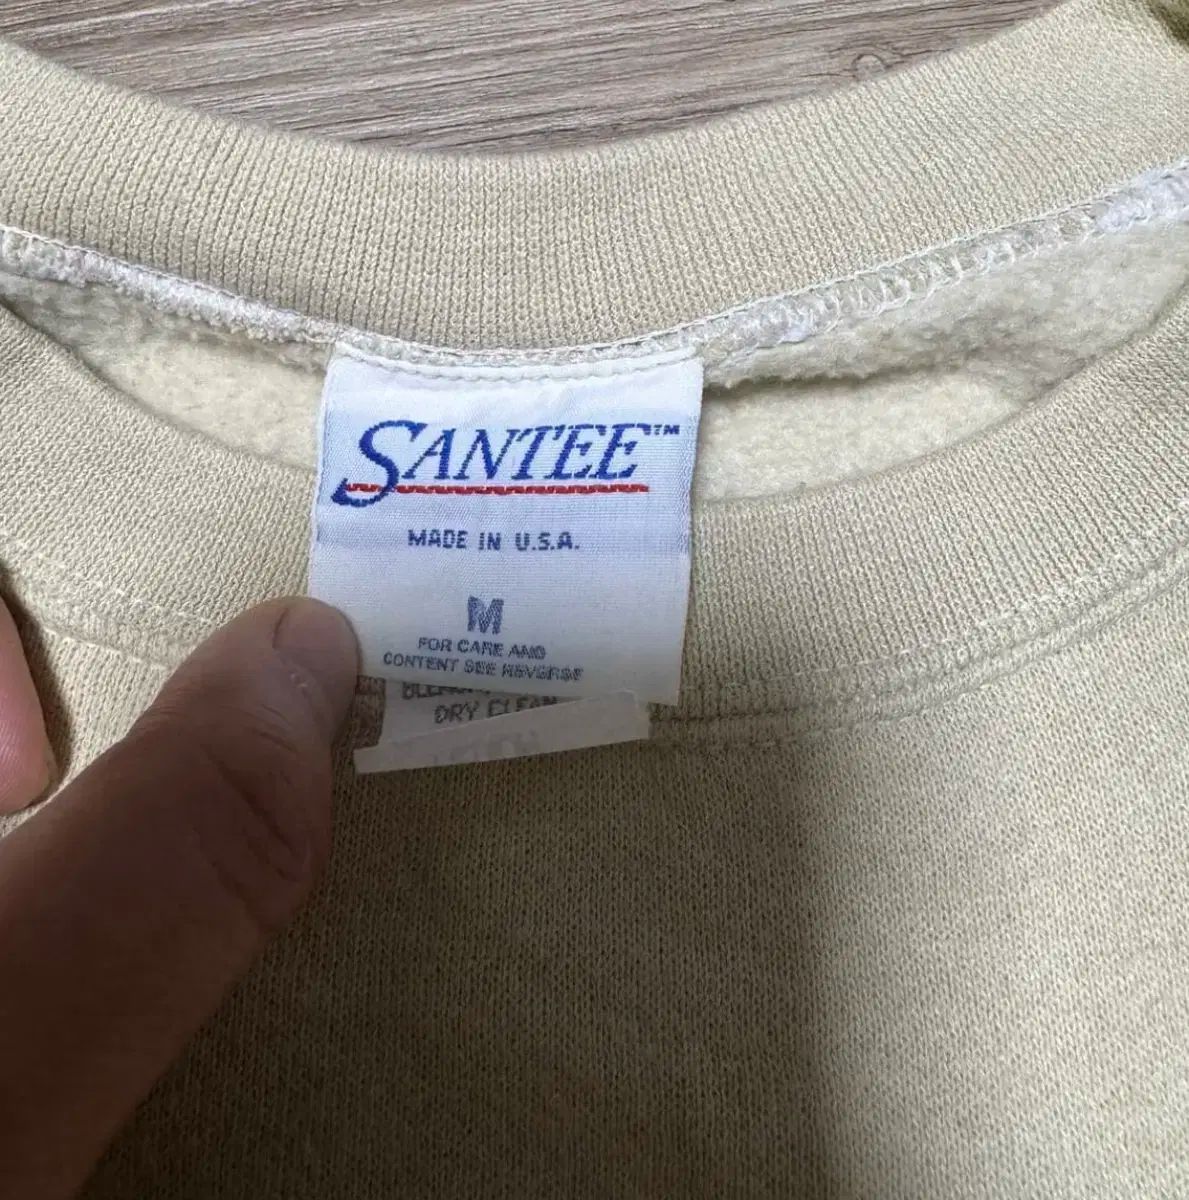 SANTEE™
MADE IN U.S.A.
M
FOR CARE AND
CONTENT SEE REVERSE
DRY CLEAN